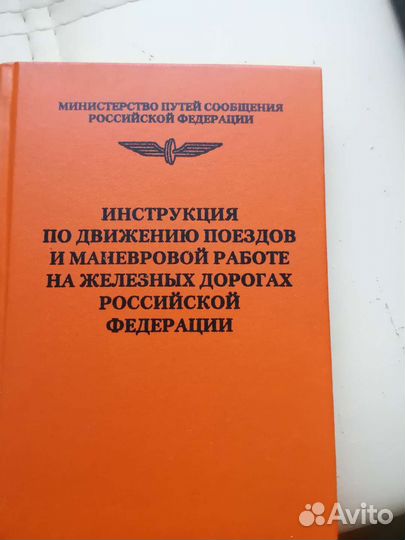 МИНИСТЕРСТВО ПУТЕЙ СООБЩЕНИЯ
РОССИЙСКОЙ ФЕДЕРАЦИИ
ИНСТРУКЦИЯ
ПО ДВИЖЕНИЮ ПОЕЗДОВ
И МАНЕВРОВОЙ РАБОТЕ
НА ЖЕЛЕЗНЫХ ДОРОГАХ
РОССИЙСКОЙ
ФЕДЕРАЦИИ
Avito